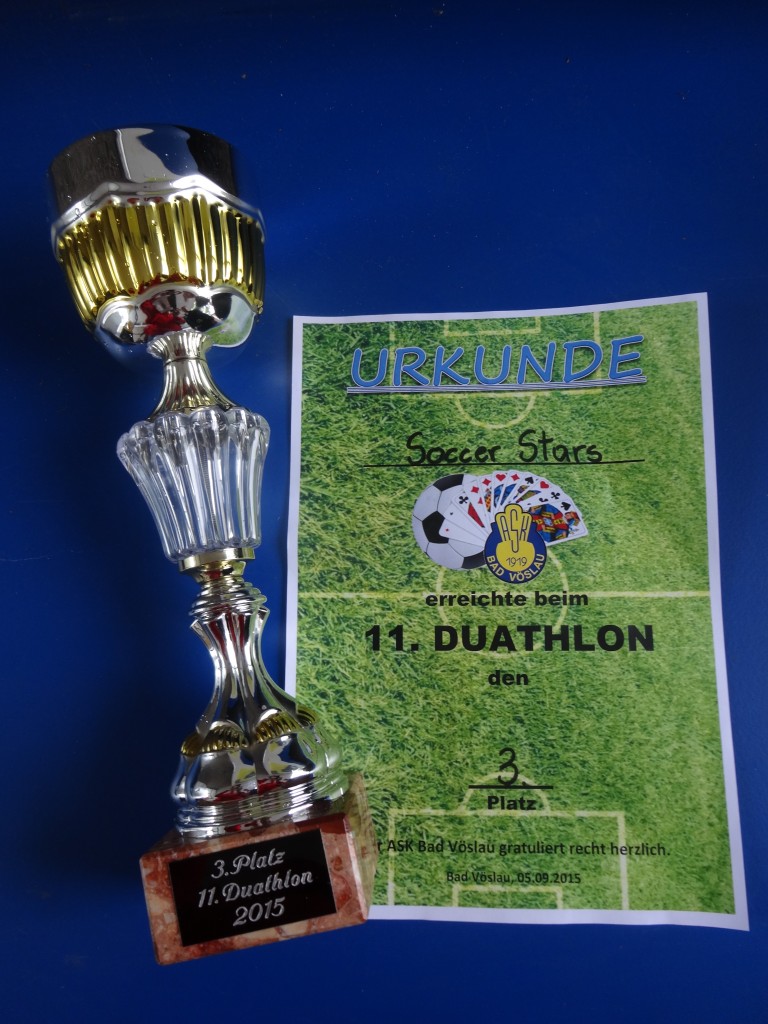 URKUNDE
Soccer Stars
ASK
1919
BAD VÖSLAU
erreichte beim
11. DUATHLON
den
3.
Platz
r ASK Bad Vöslau gratuliert recht herzlich.
Bad Vöslau, 05.09.2015
3. Platz
11. Duathlon
2015